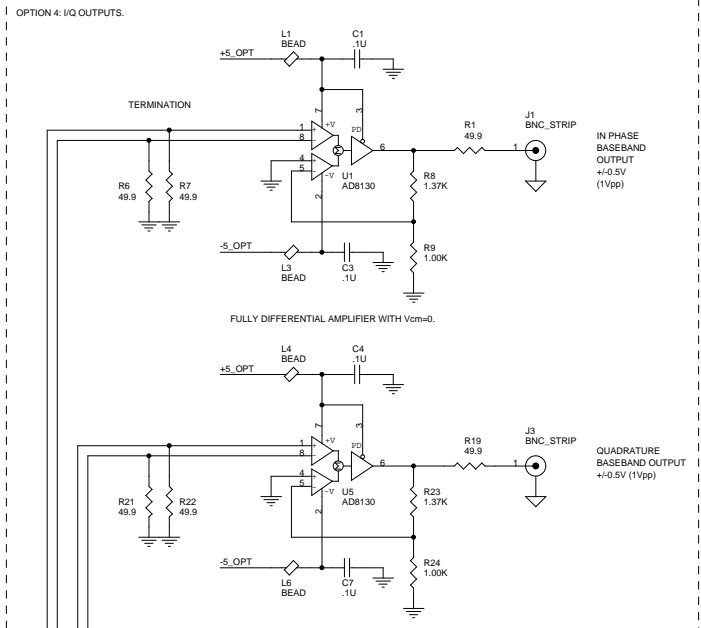 OPTION 4: I/Q OUTPUTS.
L1
BEAD
C1
.1U
+5_OPT
TERMINATION
7
3
+V
PD
1
+
8
-
4
+
5
-
-V
2
6
U1
AD8130
R1
49.9
J1
BNC_STRIP
1
IN PHASE
BASEBAND
OUTPUT
+/-0.5V
(1Vpp)
R6
49.9
R7
49.9
R8
1.37K
R9
1.00K
-5_OPT
L3
BEAD
C3
.1U
FULLY DIFFERENTIAL AMPLIFIER WITH Vcm=0.
L4
BEAD
C4
.1U
+5_OPT
7
3
+V
PD
1
+
8
-
4
+
5
-
-V
2
6
U5
AD8130
R19
49.9
J3
BNC_STRIP
1
QUADRATURE
BASEBAND OUTPUT
+/-0.5V (1Vpp)
R21
49.9
R22
49.9
R23
1.37K
R24
1.00K
-5_OPT
L6
BEAD
C7
.1U